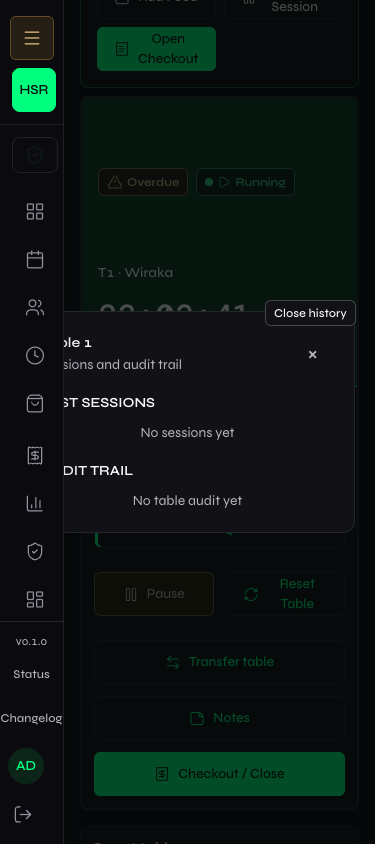 Session
Open
Checkout
HSR
Overdue
Running
T1 · Wiraka
Close history
ble 1
sions and audit trail
ST SESSIONS
No sessions yet
DIT TRAIL
No table audit yet
Pause
Reset
Table
Transfer table
Notes
Checkout / Close
v0.1.0
Status
Changelog
AD